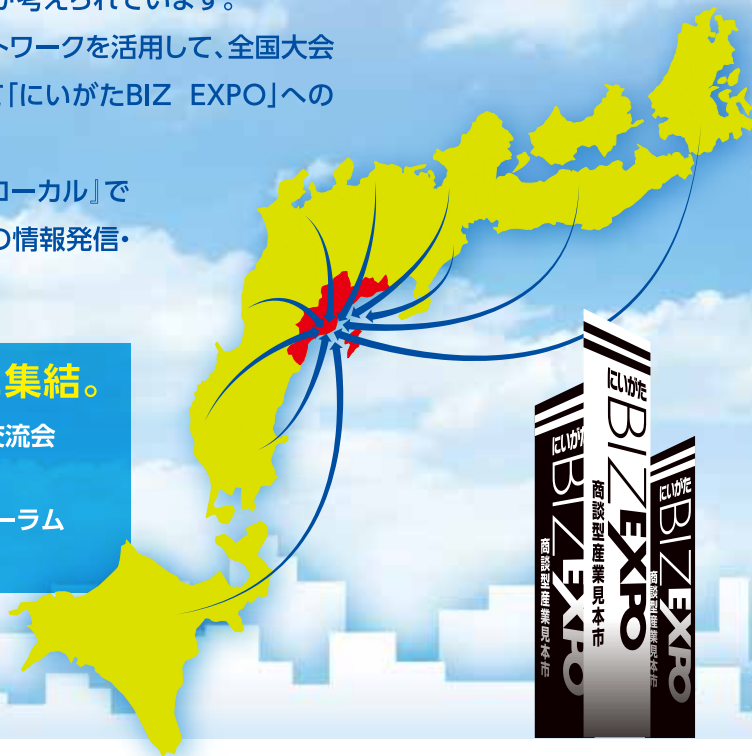 が考えられています。
トワークを活用して、全国大会
て「にいがたBIZ EXPO」への
ローカル』で
の情報発信・
集結。
交流会
ーラム
にいがた
BIZ EXPO
商談型産業見本市
にいがた
BIZ EXPO
商談型産業見本市
にいがた
BIZ EXPO
商談型産業見本市